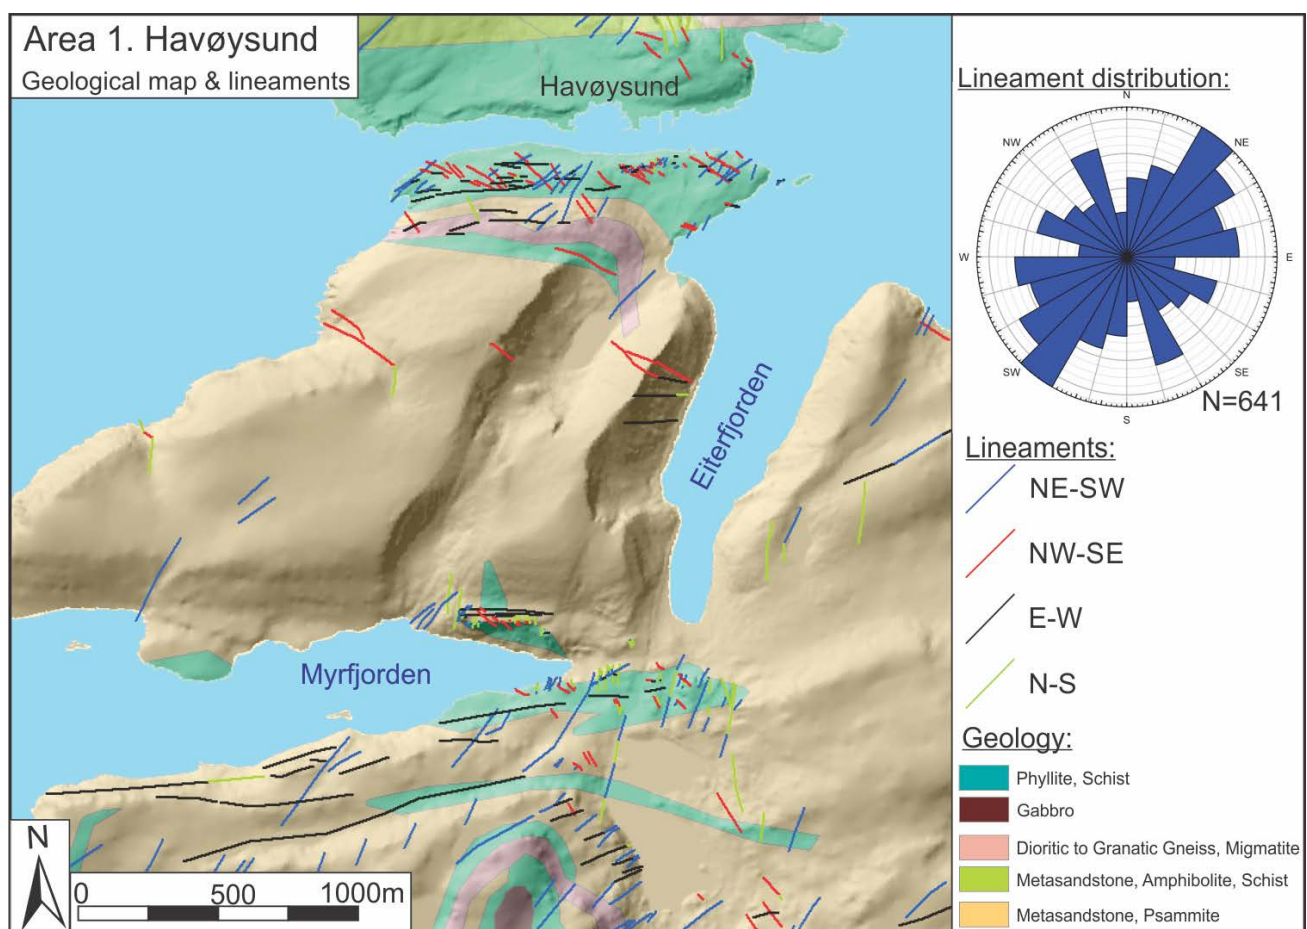 Area 1. Havøysund
Geological map & lineaments
Havøysund
Eiterfjorden
Myrfjorden
N
0 500 1000m
Lineament distribution:
N
NW NE
W E
SW SE
S
N=641
Lineaments:
NE-SW
NW-SE
E-W
N-S
Geology:
Phyllite, Schist
Gabbro
Dioritic to Granatic Gneiss, Migmatite
Metasandstone, Amphibolite, Schist
Metasandstone, Psammite